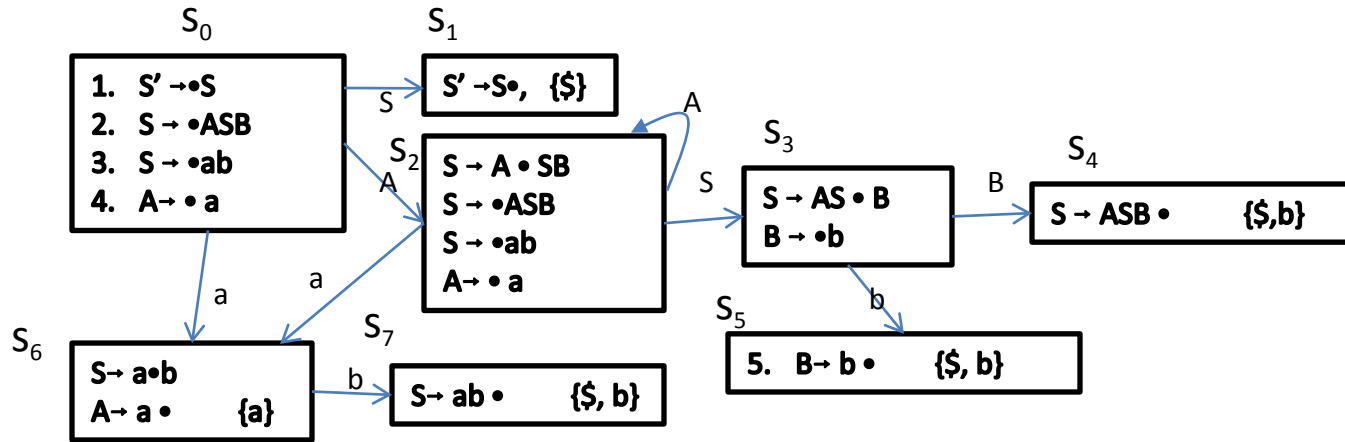 S0
1. S' →•S
2. S → •ASB
3. S → •ab
4. A→ • a
S
A
a
S1
S' →S•, {$}
S2
S → A • SB
S → •ASB
S → •ab
A→ • a
A
S
a
S3
S → AS • B
B → •b
B
b
S4
S → ASB • {$,b}
S5
5. B→ b • {$, b}
S6
S→ a•b
A→ a • {a}
b
S7
S→ ab • {$, b}